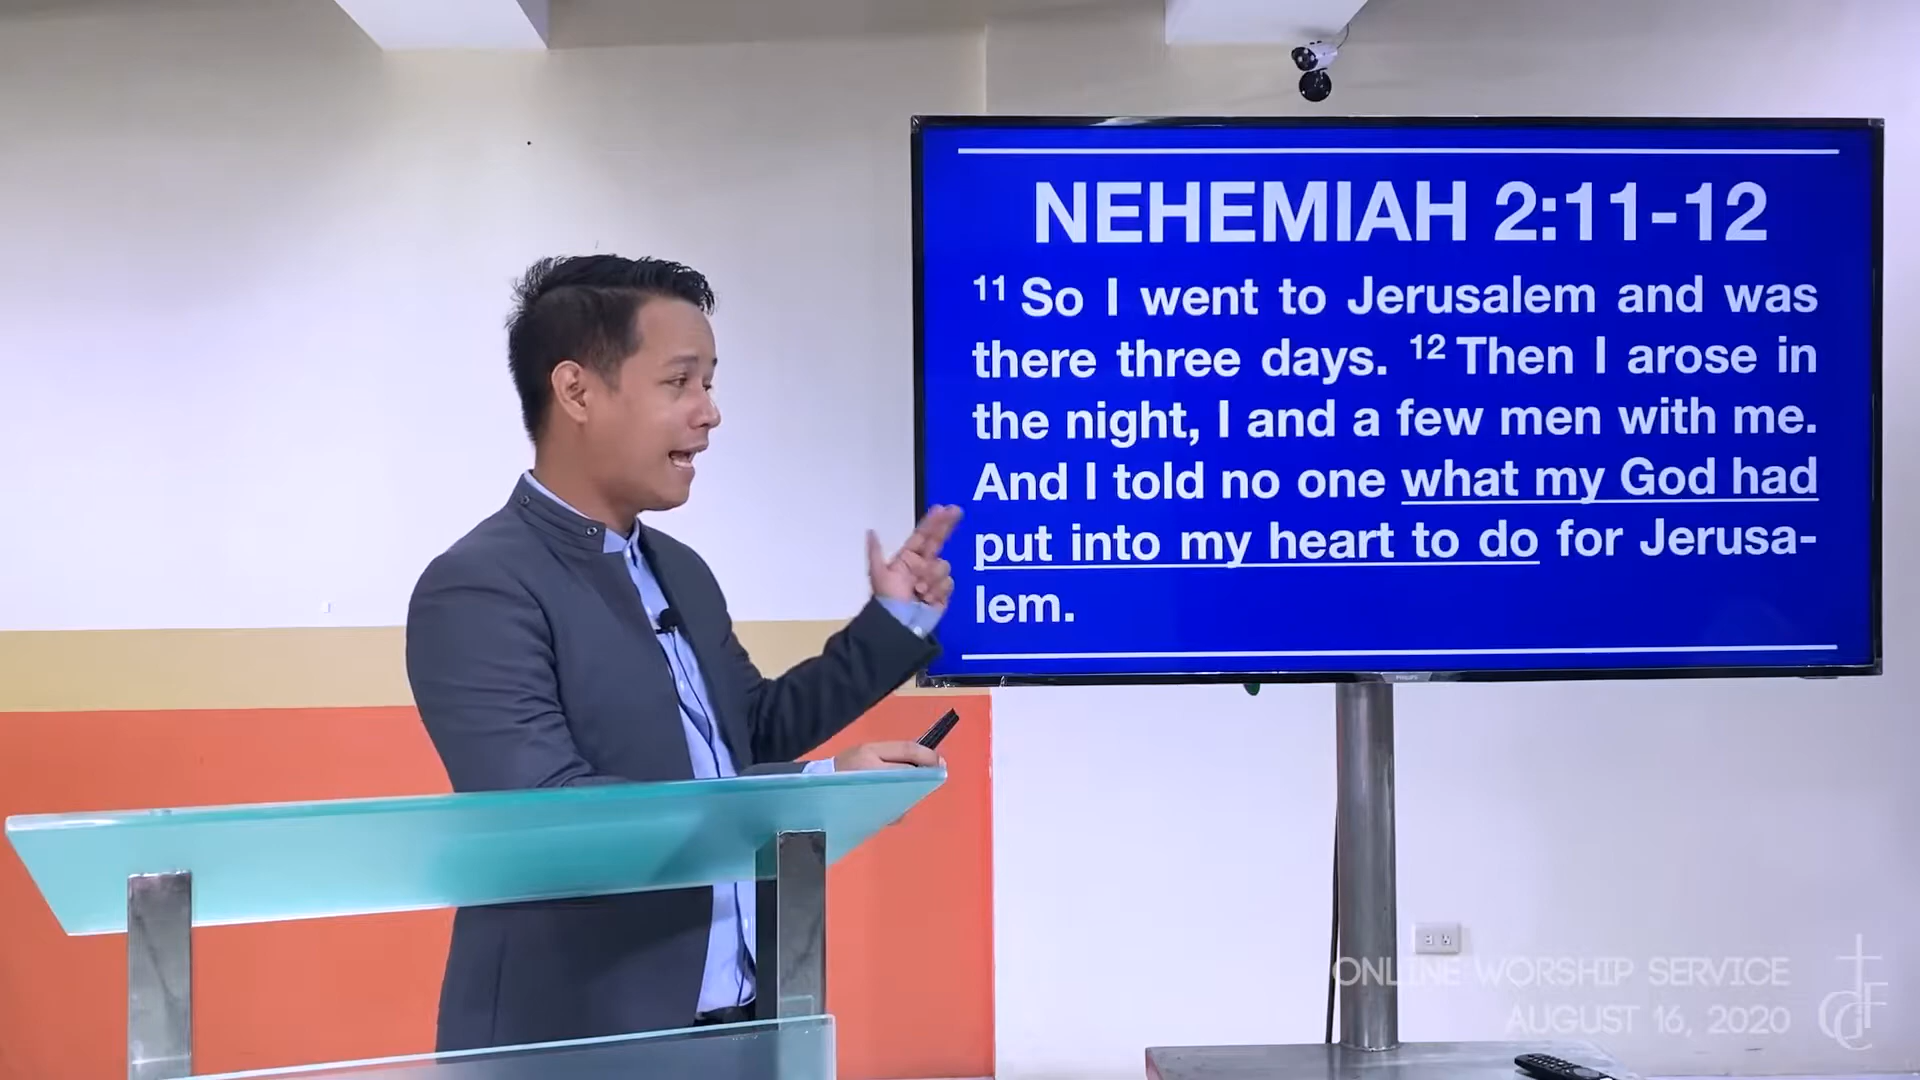 NEHEMIAH 2:11-12
11 So I went to Jerusalem and was
there three days. 12 Then I arose in
the night, I and a few men with me.
And I told no one what my God had
put into my heart to do for Jerusa-
lem.
PHILIPS
ONLINE WORSHIP SERVICE
AUGUST 16, 2020